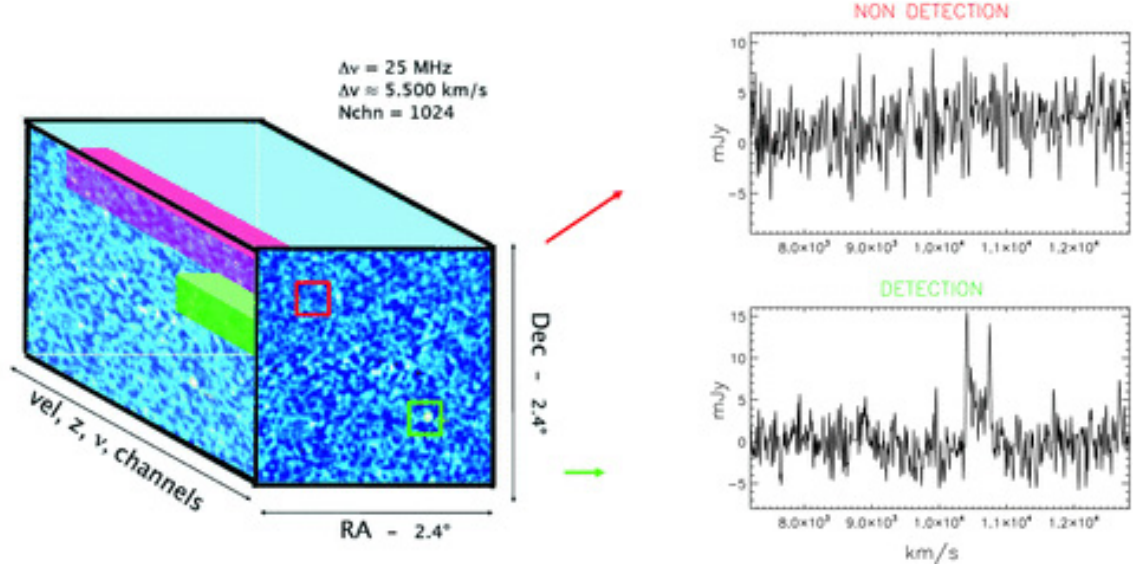 Δν = 25 MHz
Δv ≈ 5.500 km/s
Nchn = 1024
vel, z, ν, channels
RA - 2.4°
Dec - 2.4°
NON DETECTION
10
5
0
-5
mJy
8.0×10³ 9.0×10³ 1.0×10⁴ 1.1×10⁴ 1.2×10⁴
DETECTION
15
10
5
0
-5
mJy
8.0×10³ 9.0×10³ 1.0×10⁴ 1.1×10⁴ 1.2×10⁴
km/s